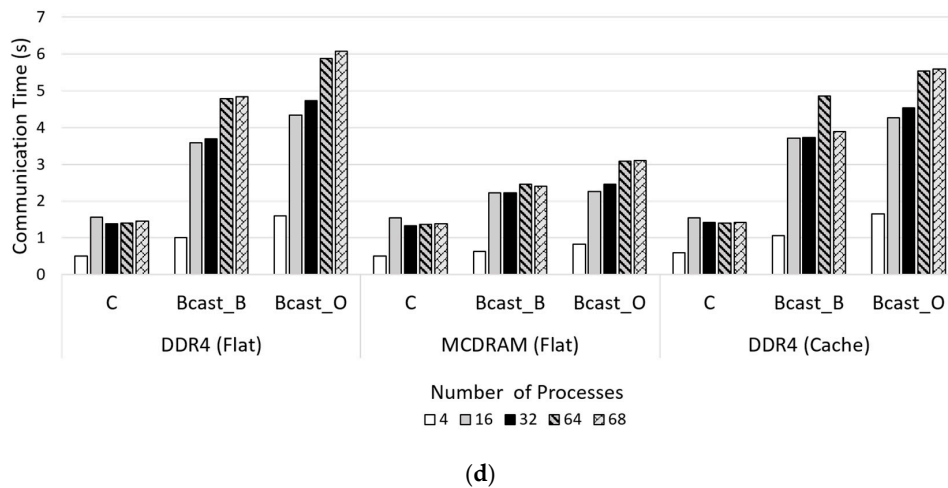 Communication Time (s)
7
6
5
4
3
2
1
0
C Bcast_B Bcast_O C Bcast_B Bcast_O C Bcast_B Bcast_O
DDR4 (Flat) MCDRAM (Flat) DDR4 (Cache)
Number of Processes
4 16 32 64 68
(d)